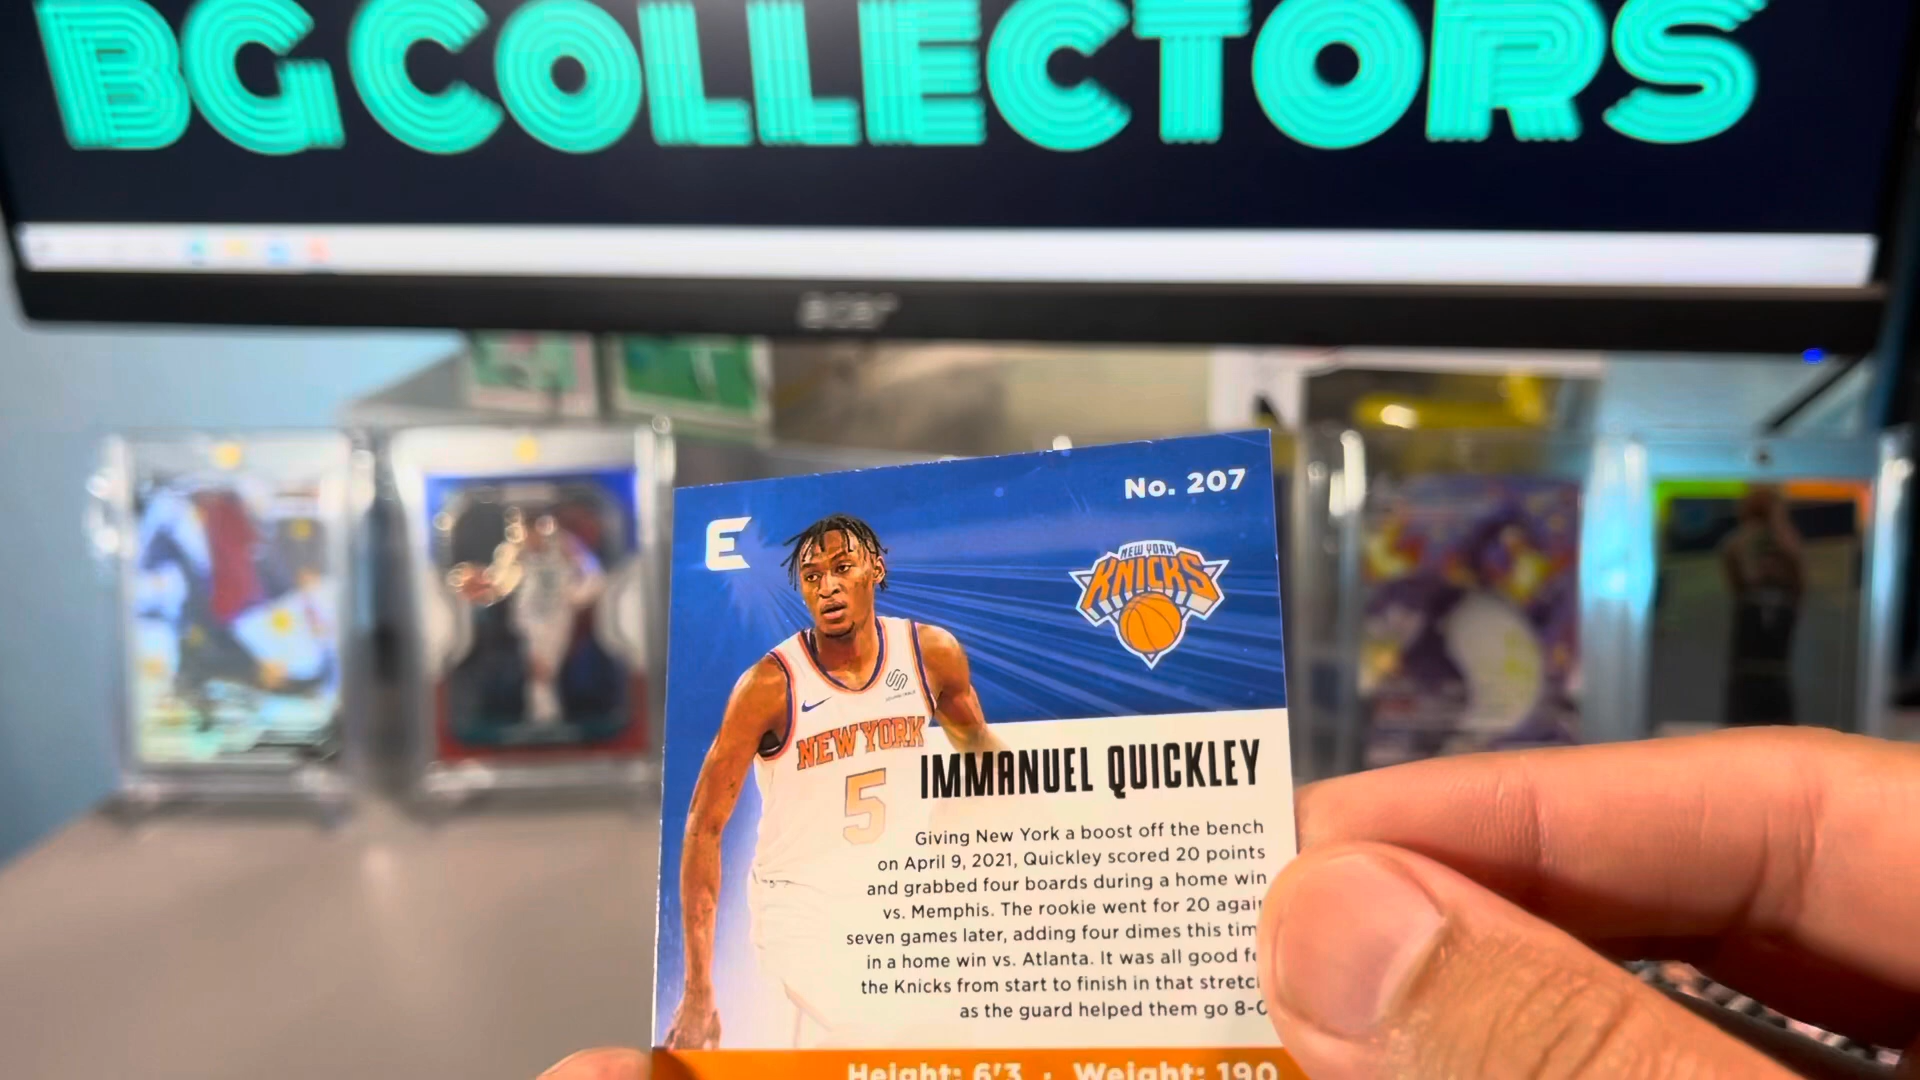 BG COLLECTORS
acer
No. 207
E
NEW YORK
KNICKS
NEW YORK
5
IMMANUEL QUICKLEY
Giving New York a boost off the bench
on April 9, 2021, Quickley scored 20 points
and grabbed four boards during a home win
vs. Memphis. The rookie went for 20 again
seven games later, adding four dimes this tim
in a home win vs. Atlanta. It was all good f
the Knicks from start to finish in that stretc
as the guard helped them go 8-0
Height: 6'3 · Weight: 190